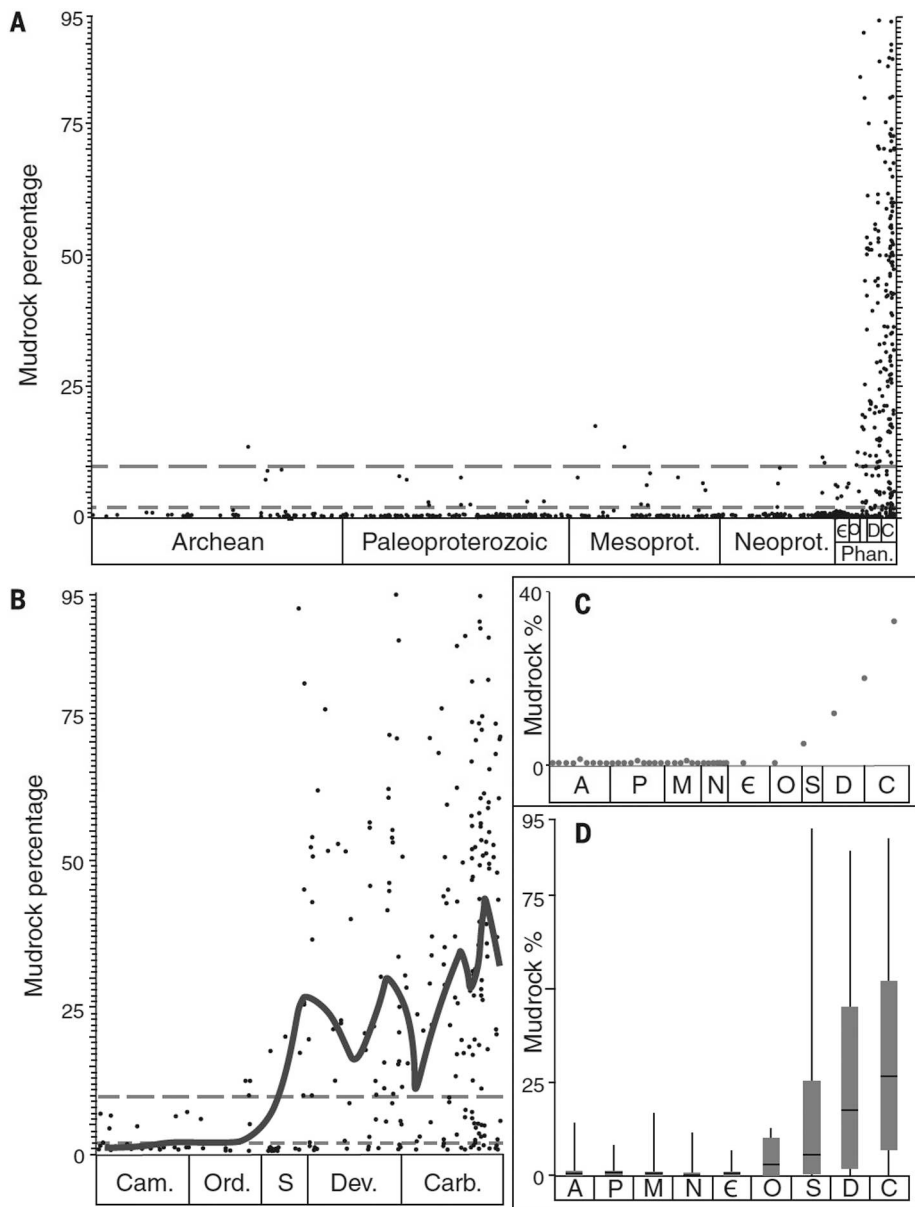 A
Mudrock percentage
95
75
50
25
0
Archean
Paleoproterozoic
Mesoprot.
Neoprot.
Є
O
D
C
Phan.
B
Mudrock percentage
95
75
50
25
0
Cam.
Ord.
S
Dev.
Carb.
C
Mudrock %
40
0
A P M N Є O S D C
D
Mudrock %
95
75
25
0
A P M N Є O S D C